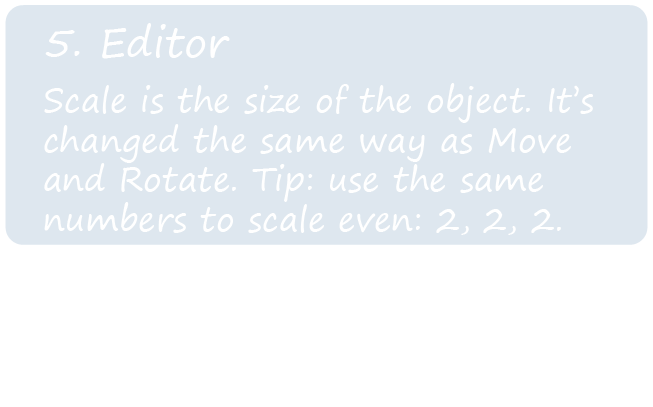 5. Editor
Scale is the size of the object. It’s
changed the same way as Move
and Rotate. Tip: use the same
numbers to scale even: 2, 2, 2.